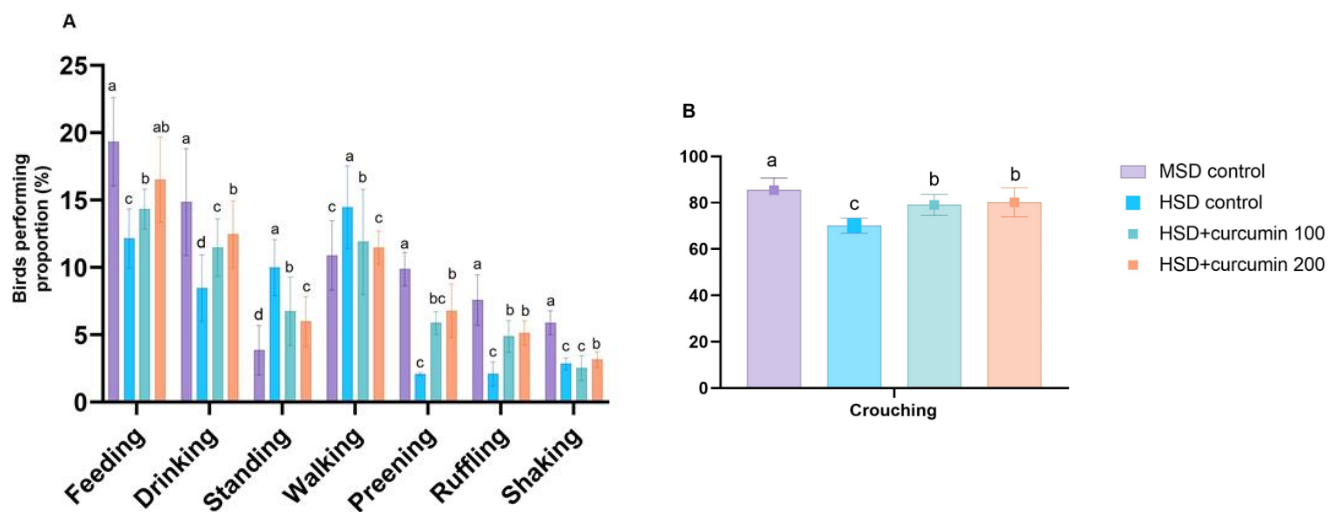 A
Birds performing
proportion (%)
25
20
15
10
5
0
a
c
b
ab
a
d
c
b
d
a
b
c
c
a
b
c
a
c
bc
b
a
c
b
b
a
c
c
b
Feeding
Drinking
Standing
Walking
Preening
Ruffling
Shaking
B
100
80
60
40
20
0
a
c
b
b
Crouching
MSD control
HSD control
HSD+curcumin 100
HSD+curcumin 200